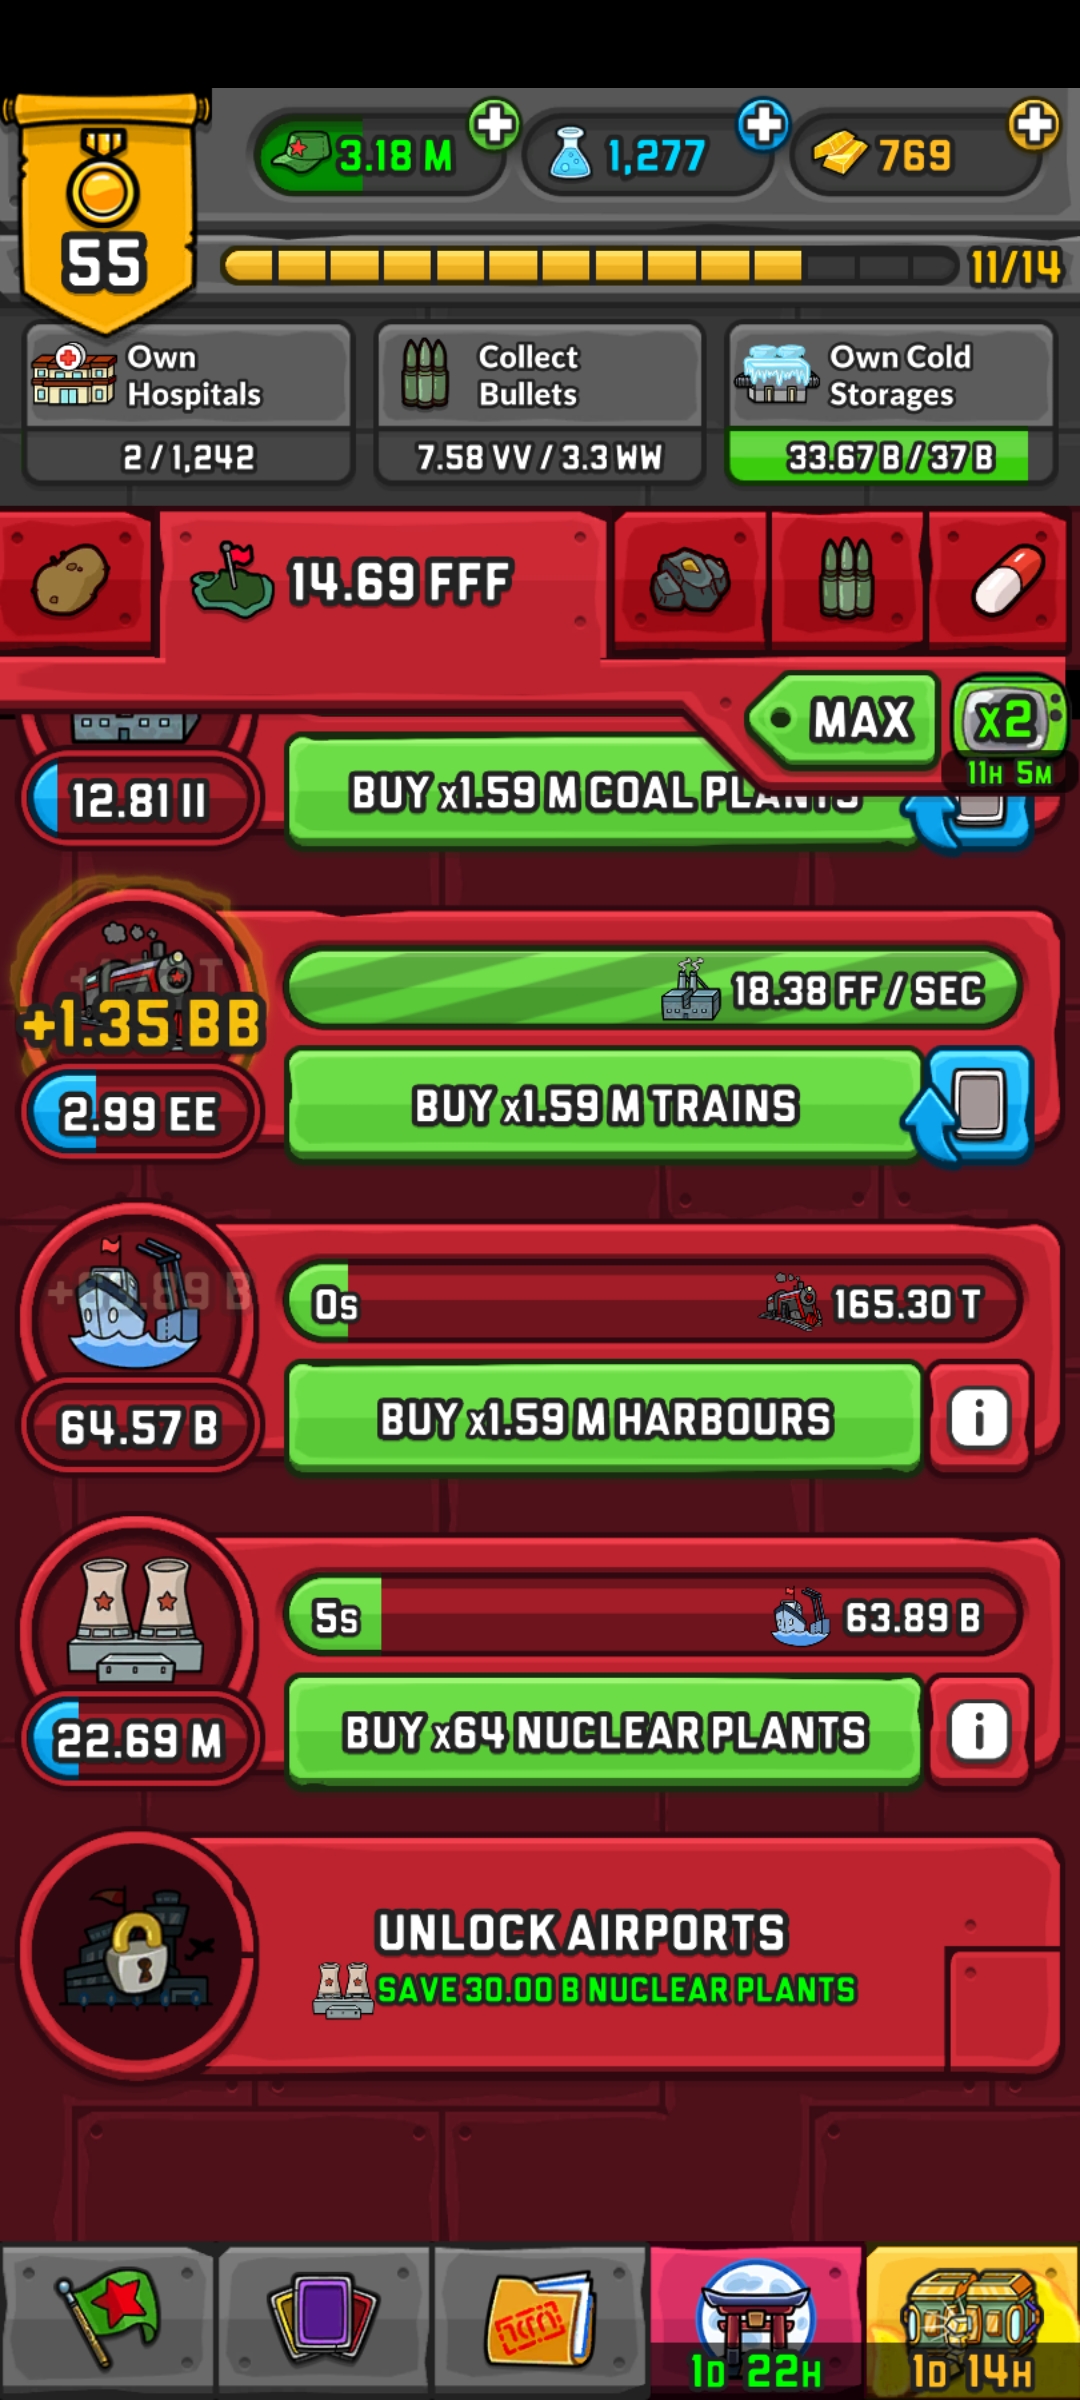 3.18 M
1,277
769
55
11/14
Own
Hospitals
2 / 1,242
Collect
Bullets
7.58 VV / 3.3 WW
Own Cold
Storages
33.67 B / 37 B
14.69 FFF
MAX
x2
11H 5M
12.81 II
BUY x1.59 M COAL PLANTS
+1.35 BB
18.38 FF / SEC
2.99 EE
BUY x1.59 M TRAINS
0s
165.30 T
64.57 B
BUY x1.59 M HARBOURS
i
5s
63.89 B
22.69 M
BUY x64 NUCLEAR PLANTS
i
UNLOCK AIRPORTS
SAVE 30.00 B NUCLEAR PLANTS
1D 22H
1D 14H